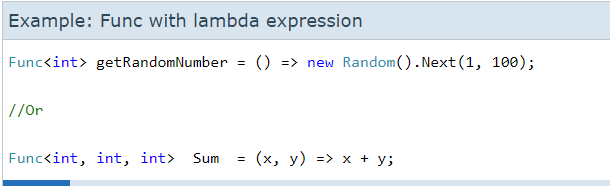 Example: Func with lambda expression
Func<int> getRandomNumber = () => new Random().Next(1, 100);
//Or
Func<int, int, int>  Sum  = (x, y) => x + y;